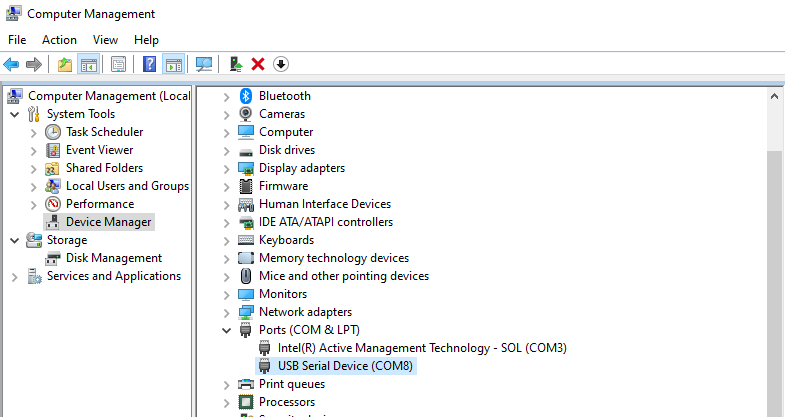 Computer Management
File Action View Help
Computer Management (Local
System Tools
Task Scheduler
Event Viewer
Shared Folders
Local Users and Groups
Performance
Device Manager
Storage
Disk Management
Services and Applications
Bluetooth
Cameras
Computer
Disk drives
Display adapters
Firmware
Human Interface Devices
IDE ATA/ATAPI controllers
Keyboards
Memory technology devices
Mice and other pointing devices
Monitors
Network adapters
Ports (COM & LPT)
Intel(R) Active Management Technology - SOL (COM3)
USB Serial Device (COM8)
Print queues
Processors